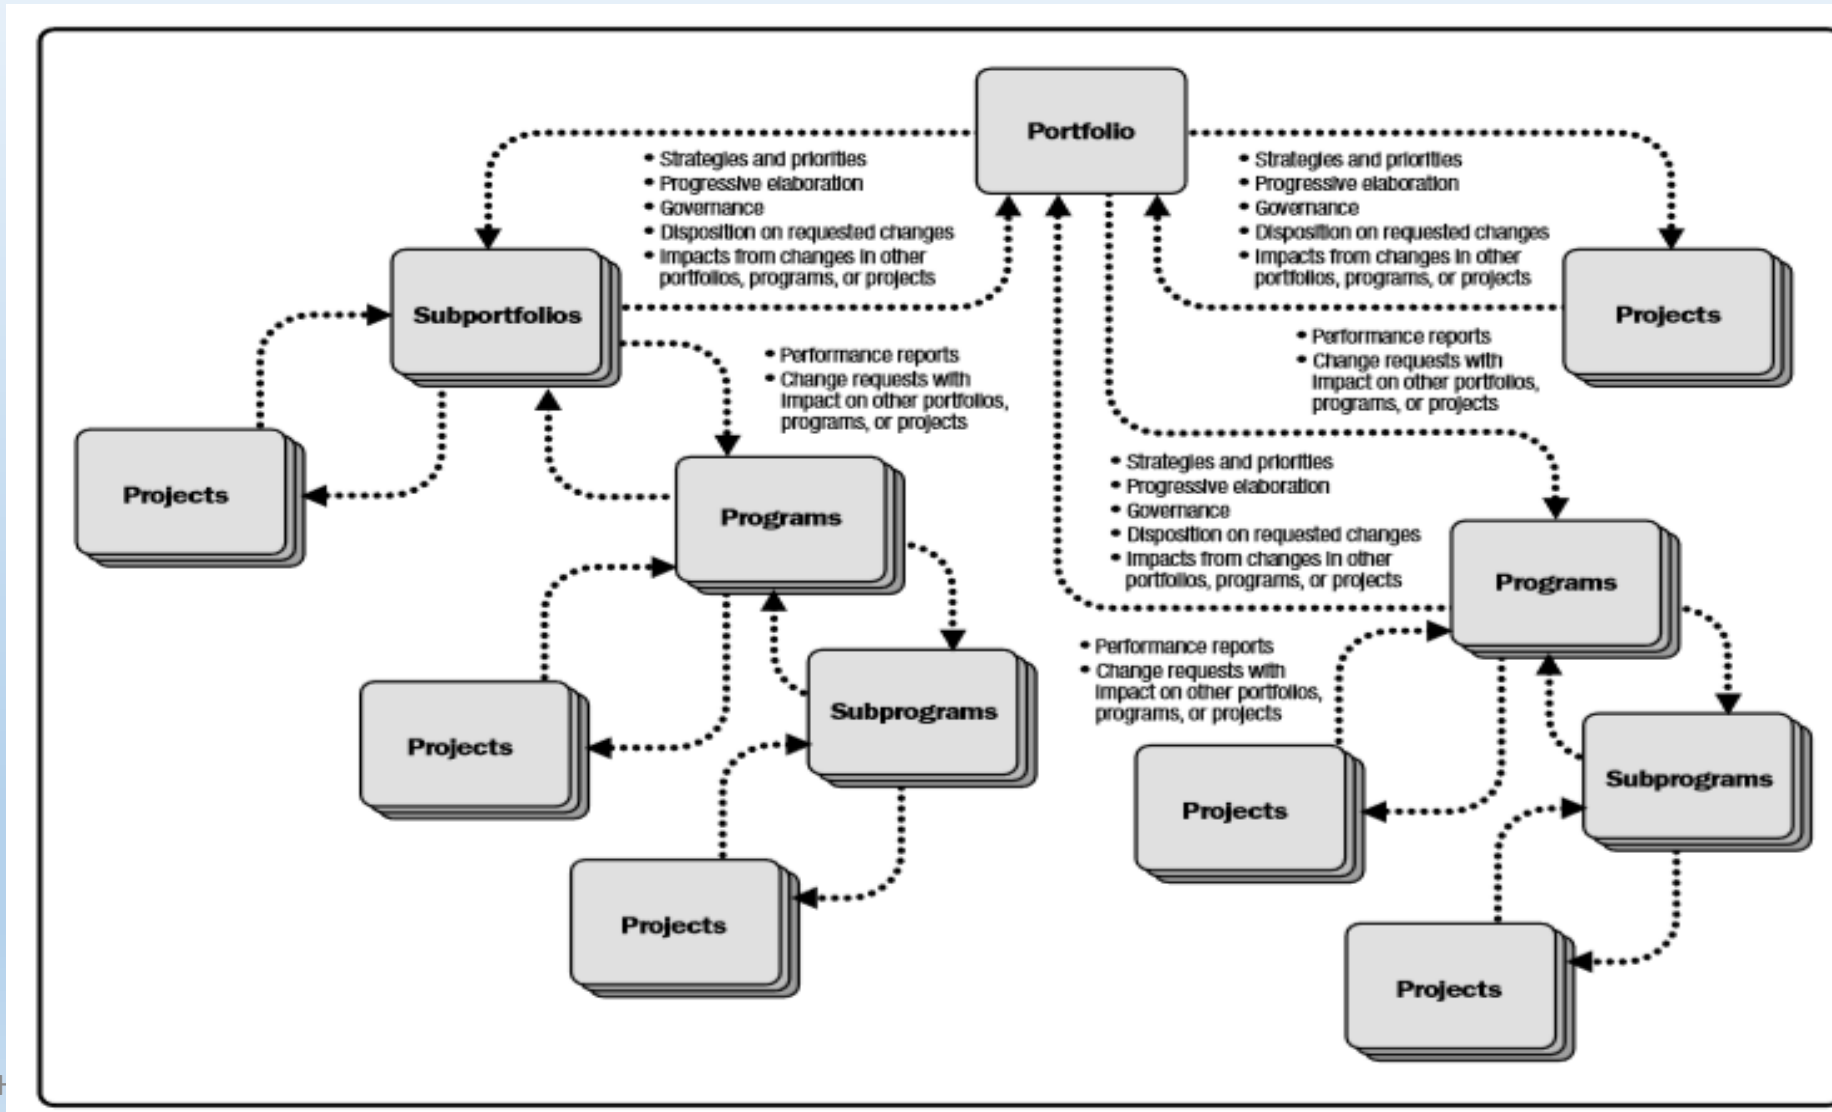 Portfolio
• Strategies and priorities
• Progressive elaboration
• Governance
• Disposition on requested changes
• Impacts from changes in other
portfolios, programs, or projects
• Strategies and priorities
• Progressive elaboration
• Governance
• Disposition on requested changes
• Impacts from changes in other
portfolios, programs, or projects
Subportfolios
Projects
• Performance reports
• Change requests with
impact on other portfolios,
programs, or projects
• Performance reports
• Change requests with
impact on other portfolios,
programs, or projects
Projects
Programs
• Strategies and priorities
• Progressive elaboration
• Governance
• Disposition on requested changes
• Impacts from changes in other
portfolios, programs, or projects
Programs
• Performance reports
• Change requests with
impact on other portfolios,
programs, or projects
Projects
Subprograms
Projects
Subprograms
Projects
Projects